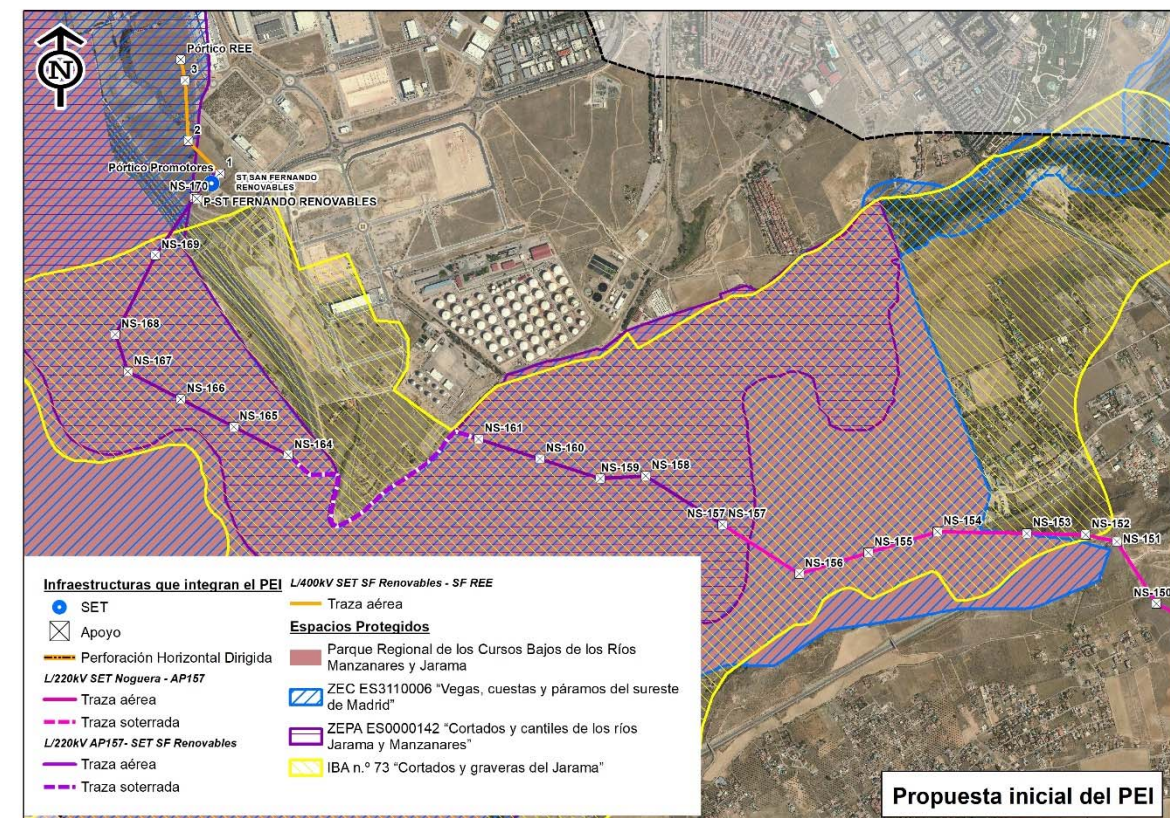 N
Pórtico REE
3
2
1
Pórtico Promotores
NS-170
ST SAN FERNANDO
RENOVABLES
P-ST FERNANDO RENOVABLES
NS-169
NS-168
NS-167
NS-166
NS-165
NS-164
NS-161
NS-160
NS-159
NS-158
NS-157
NS-157
NS-156
NS-155
NS-154
NS-153
NS-152
NS-151
NS-150
Infraestructuras que integran el PEI
SET
Apoyo
Perforación Horizontal Dirigida
L/220kV SET Noguera - AP157
Traza aérea
Traza soterrada
L/220kV AP157- SET SF Renovables
Traza aérea
Traza soterrada
L/400kV SET SF Renovables - SF REE
Traza aérea
Espacios Protegidos
Parque Regional de los Cursos Bajos de los Ríos
Manzanares y Jarama
ZEC ES3110006 “Vegas, cuestas y páramos del sureste
de Madrid”
ZEPA ES0000142 “Cortados y cantiles de los ríos
Jarama y Manzanares”
IBA n.º 73 “Cortados y graveras del Jarama”
Propuesta inicial del PEI